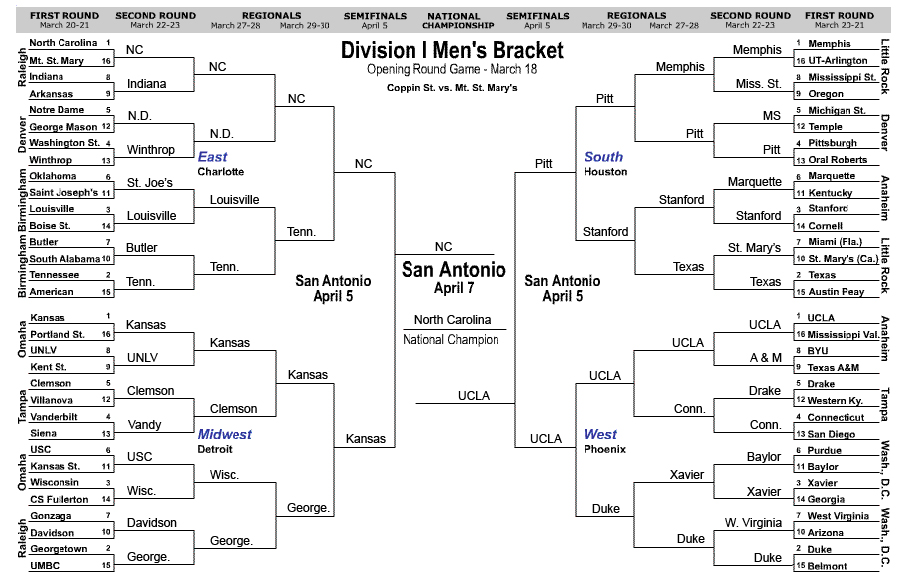 FIRST ROUND
March 20-21
SECOND ROUND
March 22-23
REGIONALS
March 27-28 March 29-30
SEMIFINALS
April 5
NATIONAL
CHAMPIONSHIP
SEMIFINALS
April 5
REGIONALS
March 29-30 March 27-28
SECOND ROUND
March 22-23
FIRST ROUND
March 20-21
Division I Men's Bracket
Opening Round Game - March 18
Coppin St. vs. Mt. St. Mary's
Raleigh
North Carolina 1
Mt. St. Mary 16
Indiana 8
Arkansas 9
Denver
Notre Dame 5
George Mason 12
Washington St. 4
Winthrop 13
Birmingham
Oklahoma 6
Saint Joseph's 11
Louisville 3
Boise St. 14
Birmingham
Butler 7
South Alabama 10
Tennessee 2
American 15
Omaha
Kansas 1
Portland St. 16
UNLV 8
Kent St. 9
Tampa
Clemson 5
Villanova 12
Vanderbilt 4
Siena 13
Omaha
USC 6
Kansas St. 11
Wisconsin 3
CS Fullerton 14
Raleigh
Gonzaga 7
Davidson 10
Georgetown 2
UMBC 15
NC
Indiana
N.D.
Winthrop
St. Joe's
Louisville
Butler
Tenn.
Kansas
UNLV
Clemson
Vandy
USC
Wisc.
Davidson
George.
NC
N.D.
East
Charlotte
Louisville
Tenn.
Kansas
Clemson
Midwest
Detroit
Wisc.
George.
NC
Tenn.
Kansas
George.
NC
San Antonio
April 5
Kansas
NC
San Antonio
April 7
North Carolina
National Champion
UCLA
Pitt
San Antonio
April 5
UCLA
Pitt
Stanford
UCLA
Duke
South
Houston
West
Phoenix
Memphis
Pitt
Stanford
Texas
UCLA
Conn.
Xavier
Duke
Memphis
Miss. St.
MS
Pitt
Marquette
Stanford
St. Mary's
Texas
UCLA
A & M
Drake
Conn.
Baylor
Xavier
W. Virginia
Duke
1 Memphis
16 UT-Arlington
8 Mississippi St.
9 Oregon
Little Rock
5 Michigan St.
12 Temple
4 Pittsburgh
13 Oral Roberts
Denver
6 Marquette
11 Kentucky
3 Stanford
14 Cornell
Anaheim
7 Miami (Fla.)
10 St. Mary's (Ca.)
2 Texas
15 Austin Peay
Little Rock
1 UCLA
16 Mississippi Val.
8 BYU
9 Texas A&M
Anaheim
5 Drake
12 Western Ky.
4 Connecticut
13 San Diego
Tampa
6 Purdue
11 Baylor
3 Xavier
14 Georgia
Wash., D.C.
7 West Virginia
10 Arizona
2 Duke
15 Belmont
Wash., D.C.